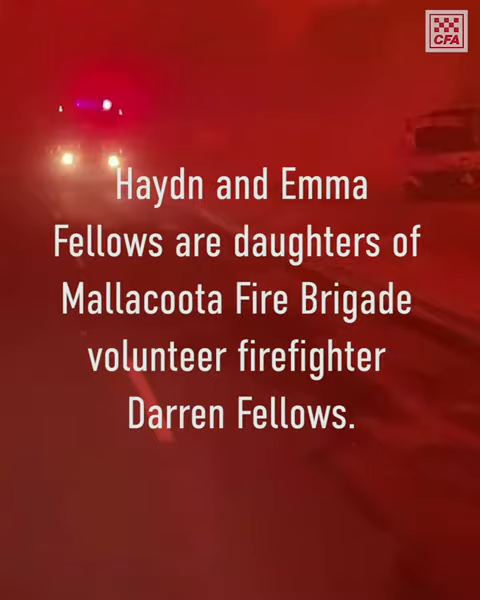 CFA
Haydn and Emma
Fellows are daughters of
Mallacoota Fire Brigade
volunteer firefighter
Darren Fellows.